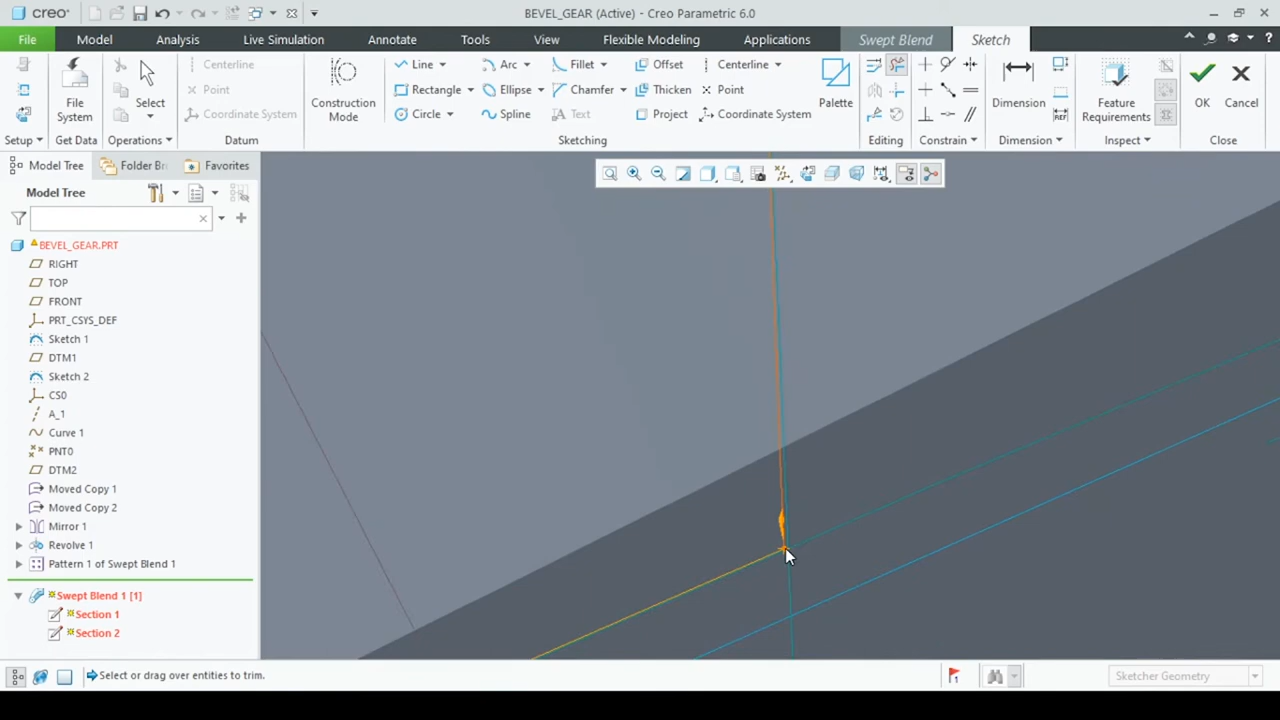 creo
BEVEL_GEAR (Active) - Creo Parametric 6.0
File Model Analysis Live Simulation Annotate Tools View Flexible Modeling Applications Swept Blend Sketch
Centerline Line Arc Fillet Offset Centerline
Point Rectangle Ellipse Chamfer Thicken Point
Coordinate System Circle Spline Text Project Coordinate System
File System Select Construction Mode Palette Dimension Feature Requirements OK Cancel
Setup Get Data Operations Datum Sketching Editing Constrain Dimension Inspect Close
Model Tree Folder Br Favorites
Model Tree
BEVEL_GEAR.PRT
RIGHT
TOP
FRONT
PRT_CSYS_DEF
Sketch 1
DTM1
Sketch 2
CS0
A_1
Curve 1
PNT0
DTM2
Moved Copy 1
Moved Copy 2
Mirror 1
Revolve 1
Pattern 1 of Swept Blend 1
Swept Blend 1 [1]
Section 1
Section 2
Select or drag over entities to trim.
Sketcher Geometry